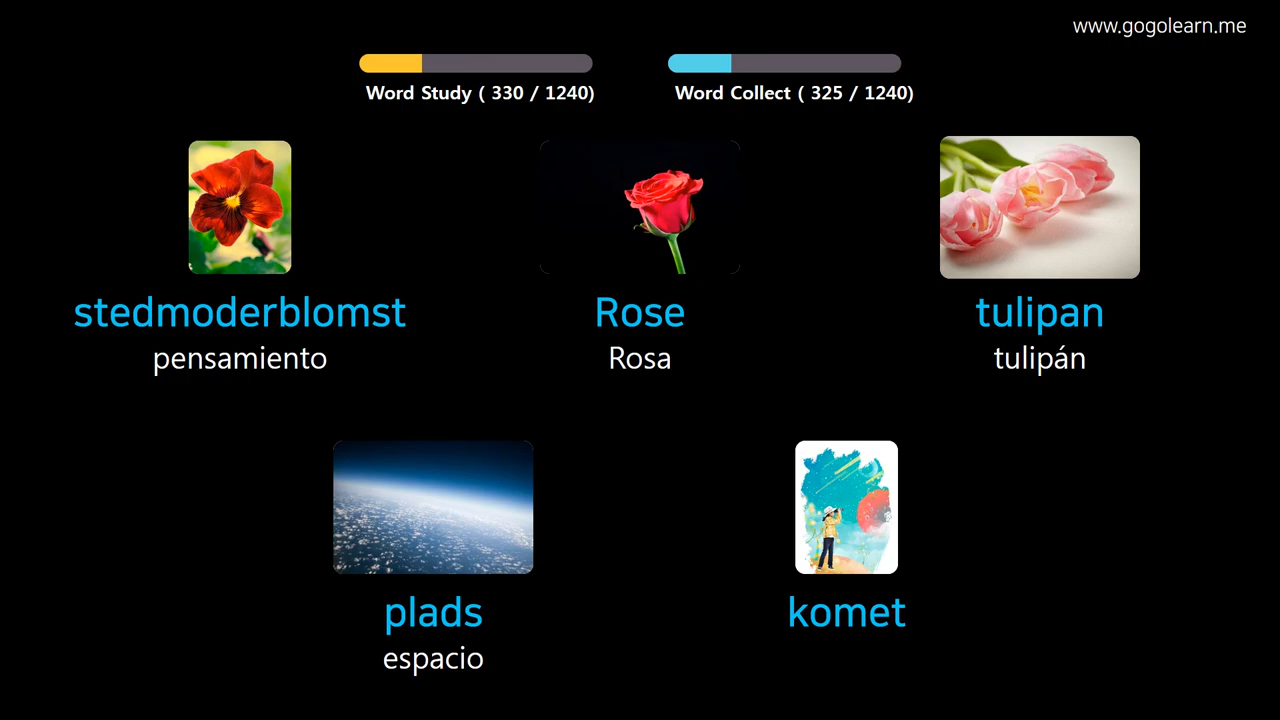 www.gogolearn.me
Word Study ( 330 / 1240)
Word Collect ( 325 / 1240)
stedmoderblomst
pensamiento
Rose
Rosa
tulipan
tulipán
plads
espacio
komet